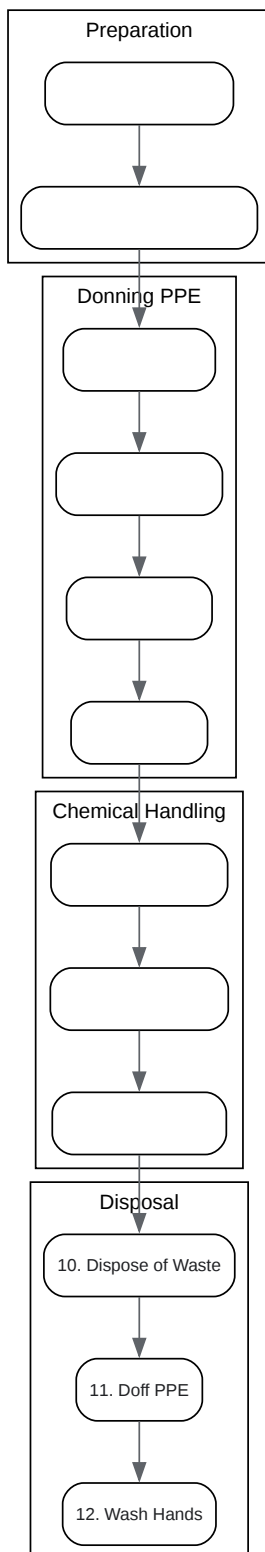 Preparation
Donning PPE
Chemical Handling
Disposal
10. Dispose of Waste
11. Doff PPE
12. Wash Hands